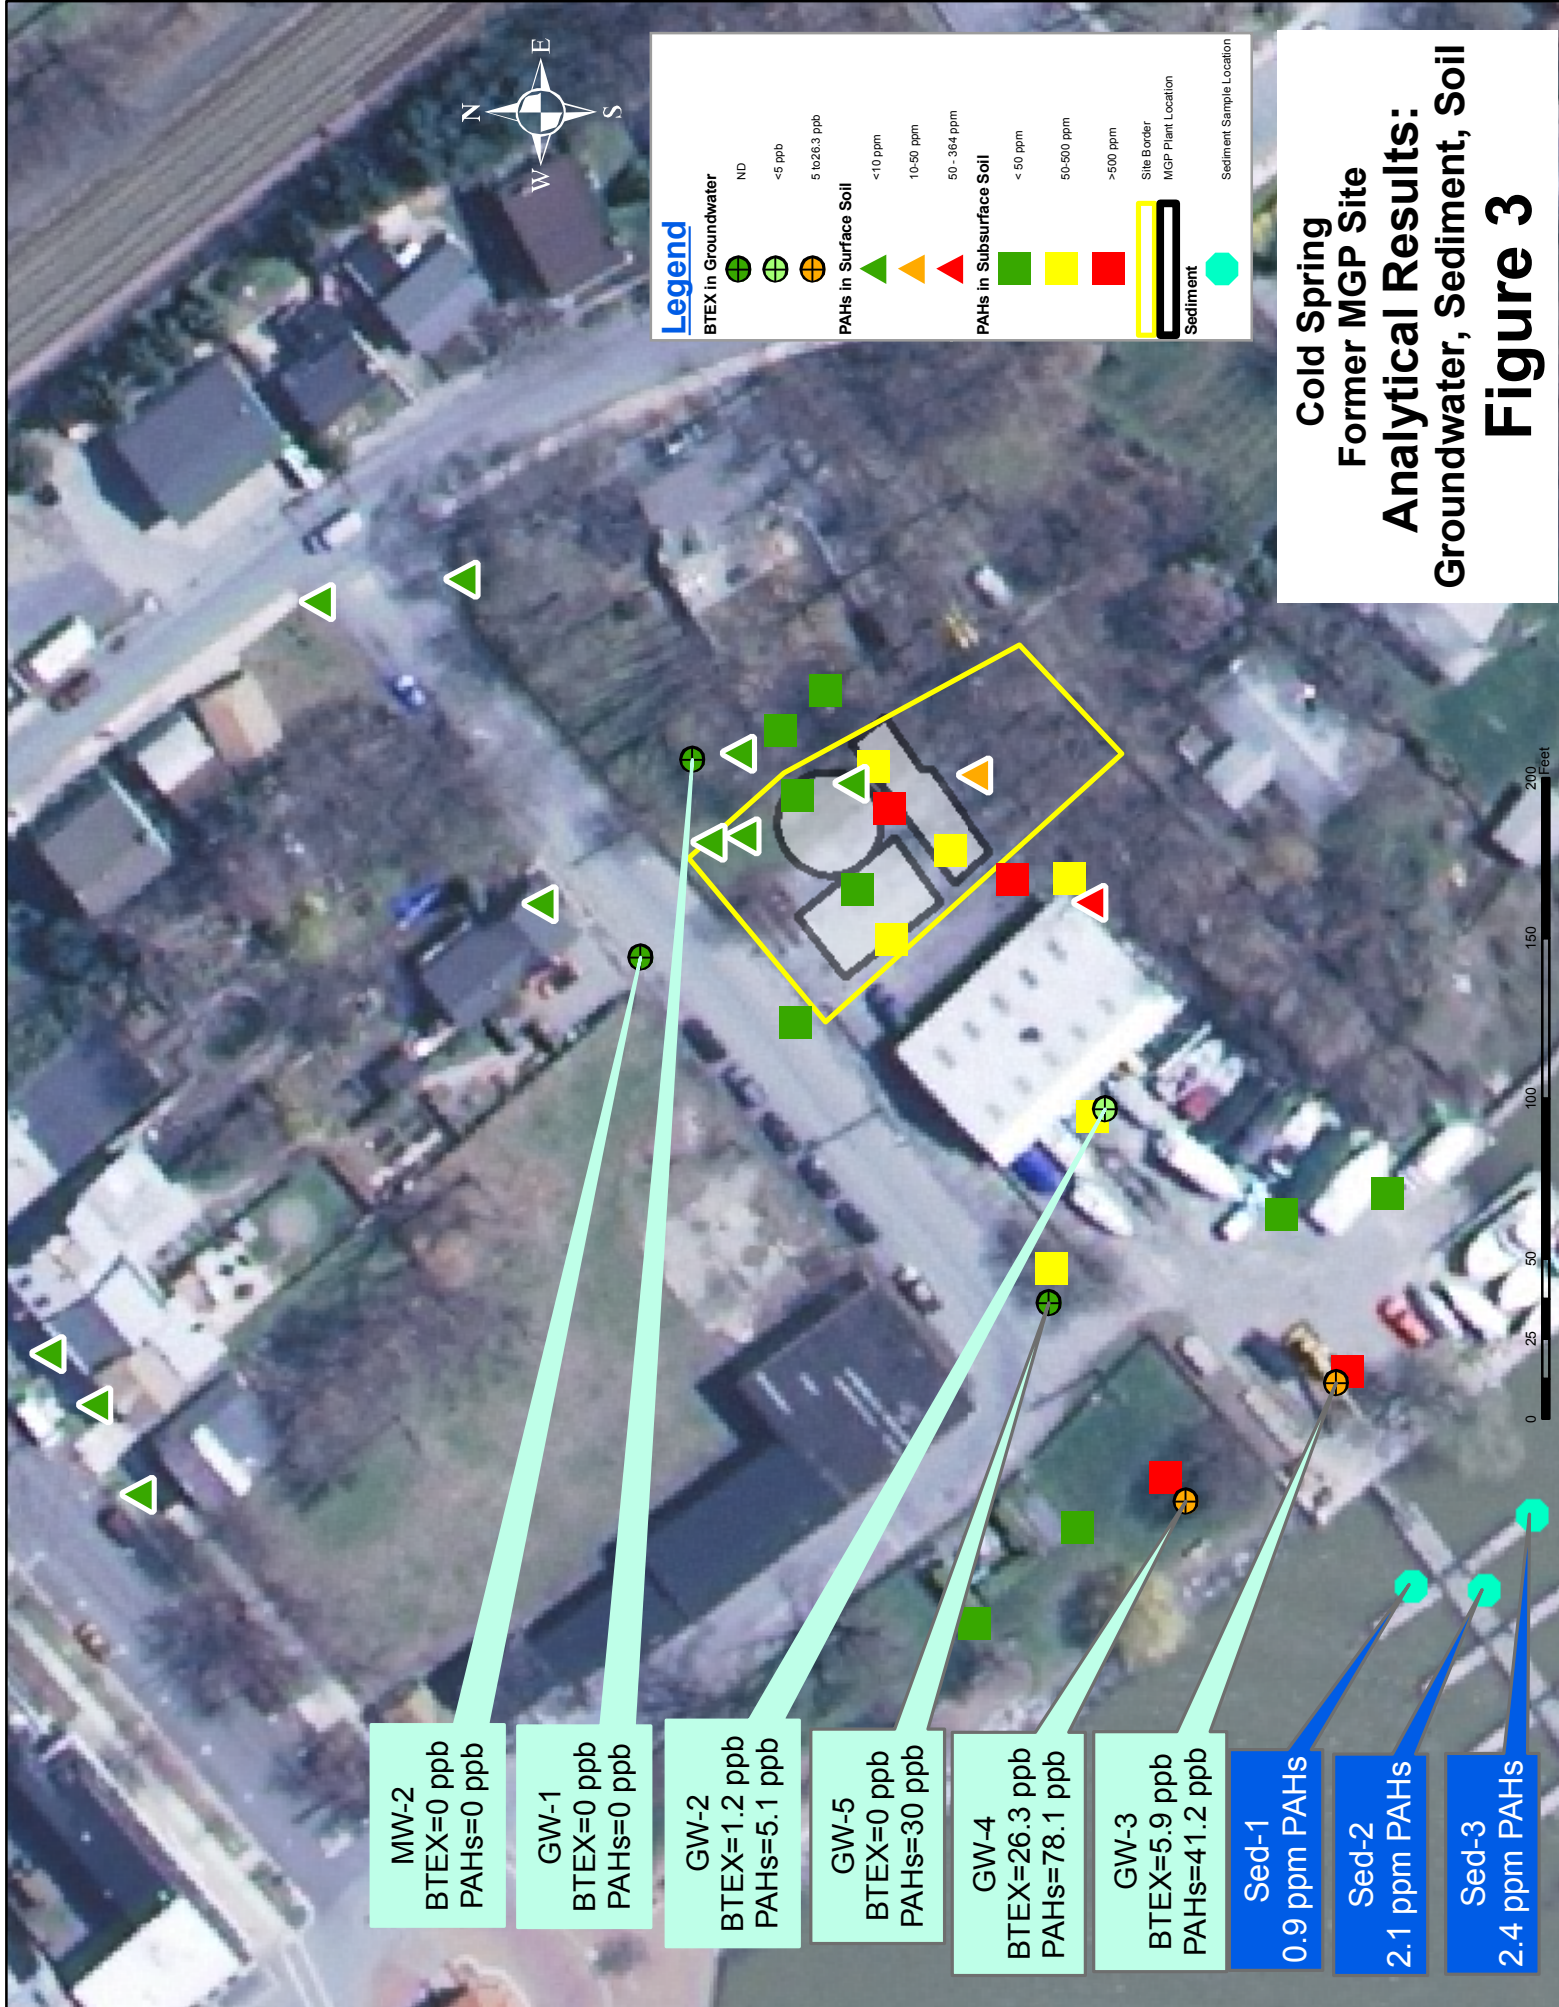 MW-2
BTEX=0 ppb
PAHs=0 ppb
GW-1
BTEX=0 ppb
PAHs=0 ppb
GW-2
BTEX=1.2 ppb
PAHs=5.1 ppb
GW-5
BTEX=0 ppb
PAHs=30 ppb
GW-4
BTEX=26.3 ppb
PAHs=78.1 ppb
GW-3
BTEX=5.9 ppb
PAHs=41.2 ppb
Sed-1
0.9 ppm PAHs
Sed-2
2.1 ppm PAHs
Sed-3
2.4 ppm PAHs
N
W
E
S
Legend
BTEX in Groundwater
ND
<5 ppb
5 to26.3 ppb
PAHs in Surface Soil
<10 ppm
10-50 ppm
50 - 364 ppm
PAHs in Subsurface Soil
< 50 ppm
50-500 ppm
>500 ppm
Site Border
MGP Plant Location
Sediment
Sediment Sample Location
0 25 50 100 150 200
Feet
Cold Spring
Former MGP Site
Analytical Results:
Groundwater, Sediment, Soil
Figure 3